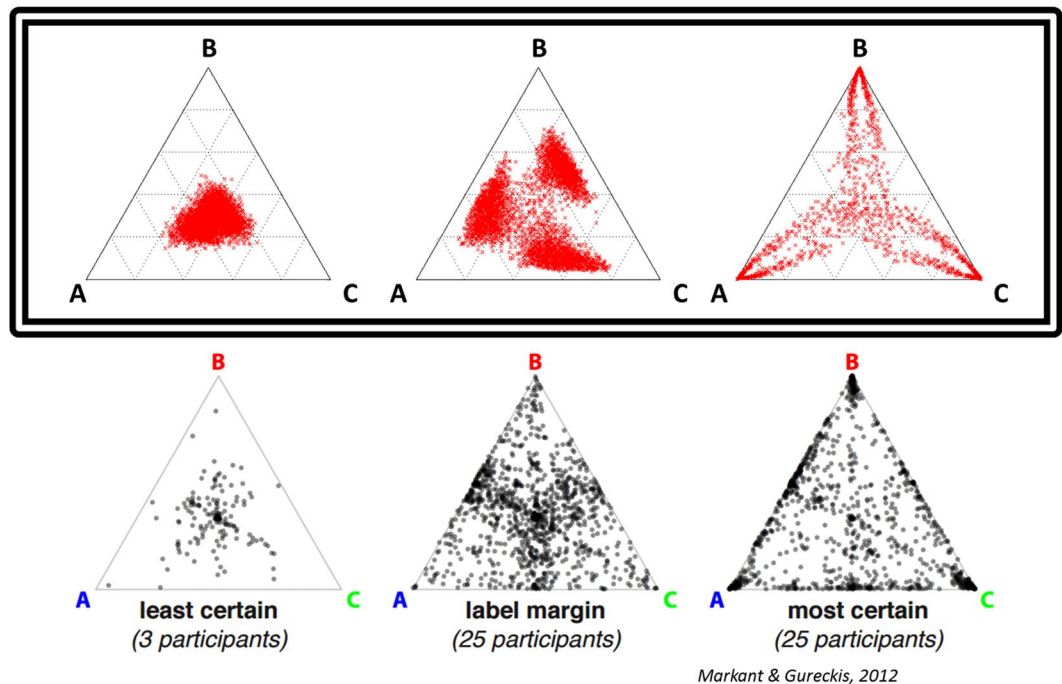 B B B
A C A C A C
B B B
A C A C A C
least certain label margin most certain
(3 participants) (25 participants) (25 participants)
Markant & Gureckis, 2012